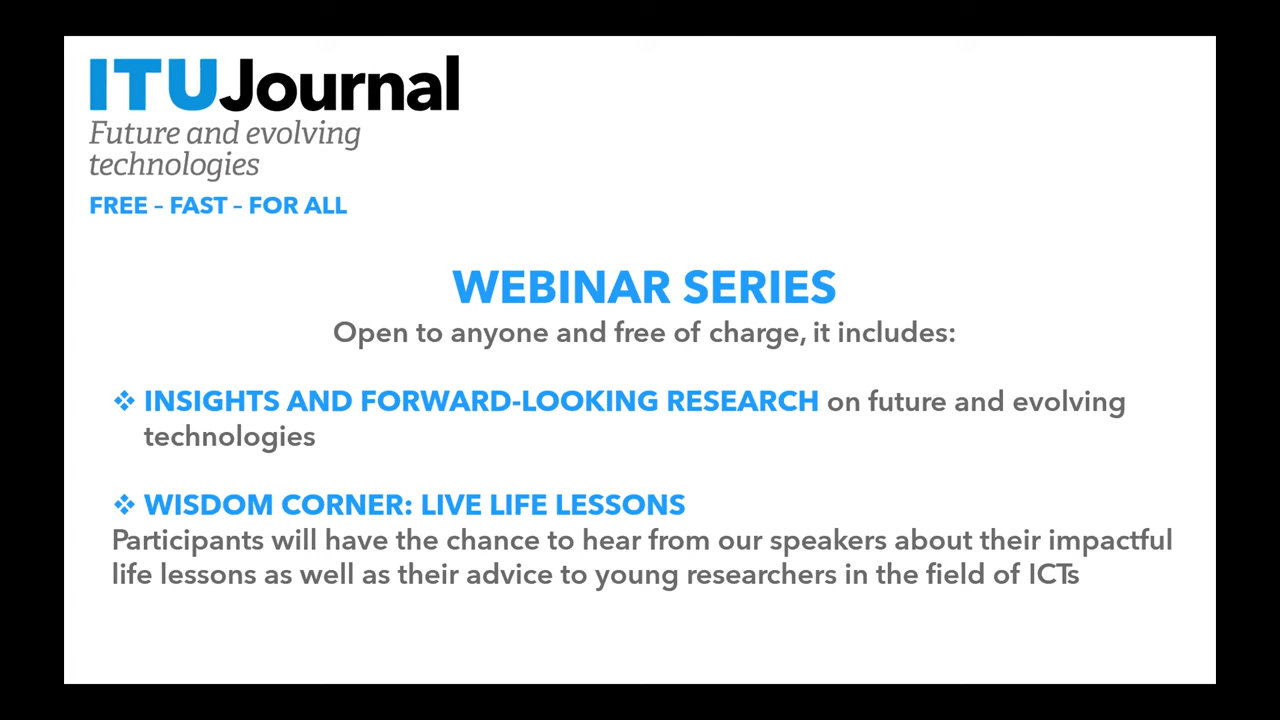 ITUJournal
Future and evolving
technologies
FREE – FAST – FOR ALL
WEBINAR SERIES
Open to anyone and free of charge, it includes:
❖ INSIGHTS AND FORWARD-LOOKING RESEARCH on future and evolving
technologies
❖ WISDOM CORNER: LIVE LIFE LESSONS
Participants will have the chance to hear from our speakers about their impactful
life lessons as well as their advice to young researchers in the field of ICTs